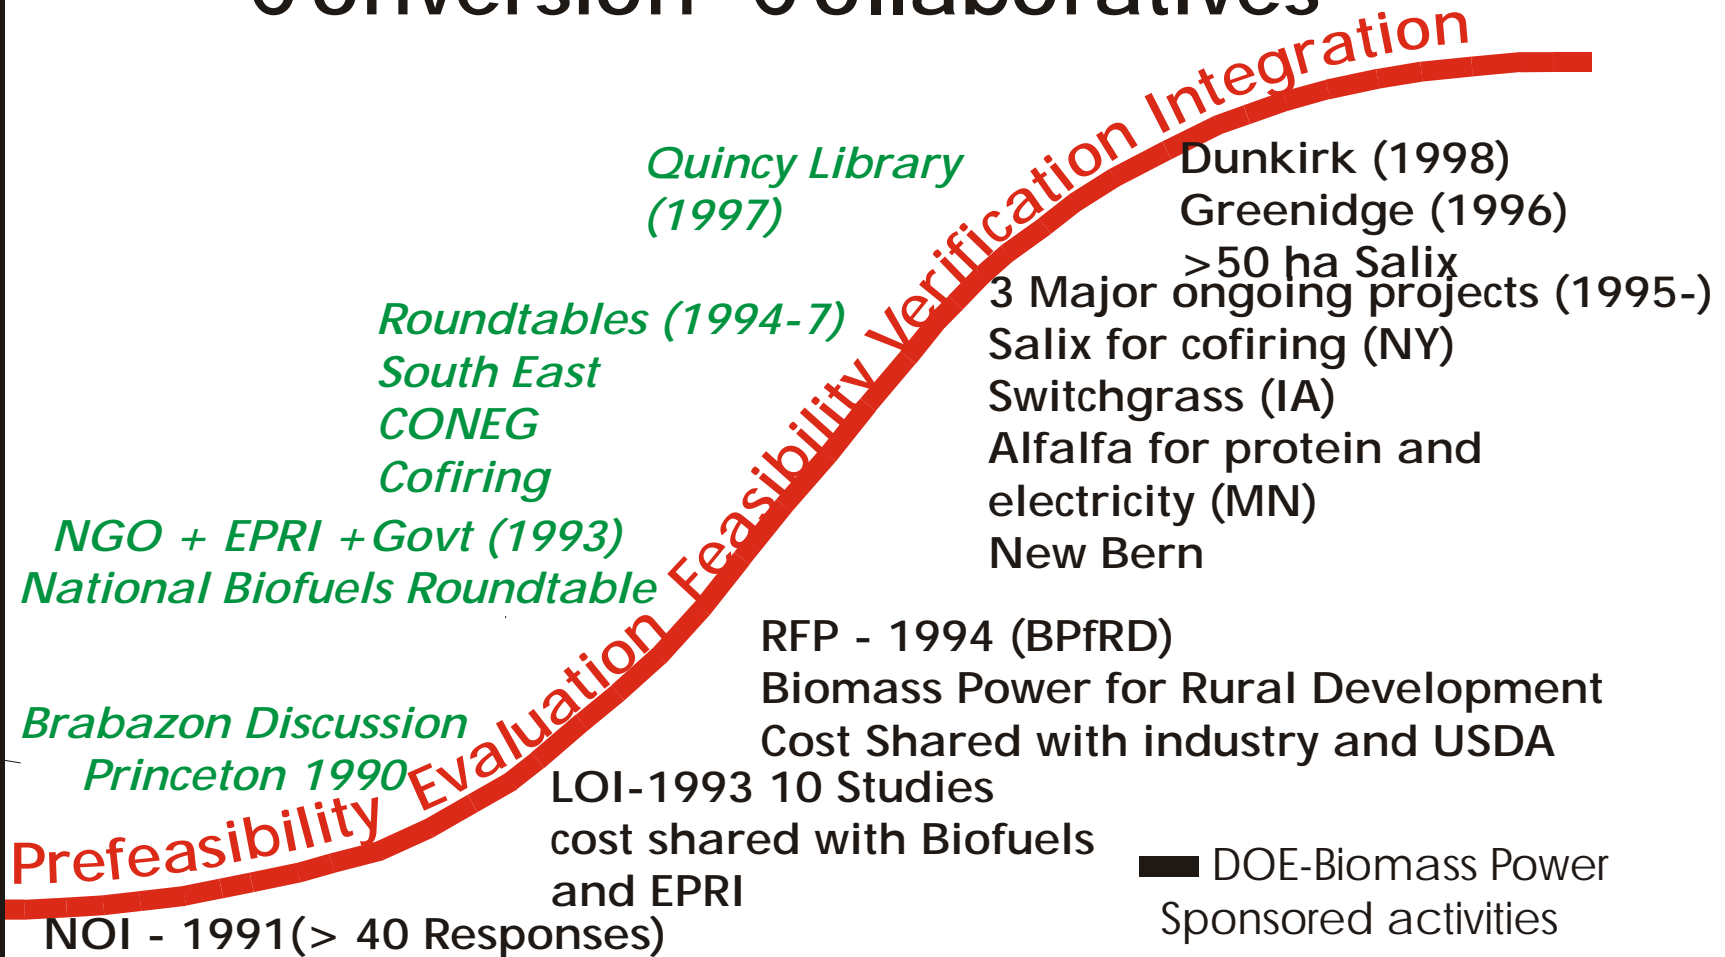 Conversion Collaboratives
Prefeasibility Evaluation Feasibility Verification Integration
Quincy Library
(1997)
Roundtables (1994-7)
South East
CONEG
Cofiring
NGO + EPRI +Govt (1993)
National Biofuels Roundtable
Brabazon Discussion
Princeton 1990
Dunkirk (1998)
Greenidge (1996)
>50 ha Salix
3 Major ongoing projects (1995-)
Salix for cofiring (NY)
Switchgrass (IA)
Alfalfa for protein and
electricity (MN)
New Bern
RFP - 1994 (BPfRD)
Biomass Power for Rural Development
Cost Shared with industry and USDA
LOI-1993 10 Studies
cost shared with Biofuels
and EPRI
NOI - 1991(> 40 Responses)
DOE-Biomass Power
Sponsored activities